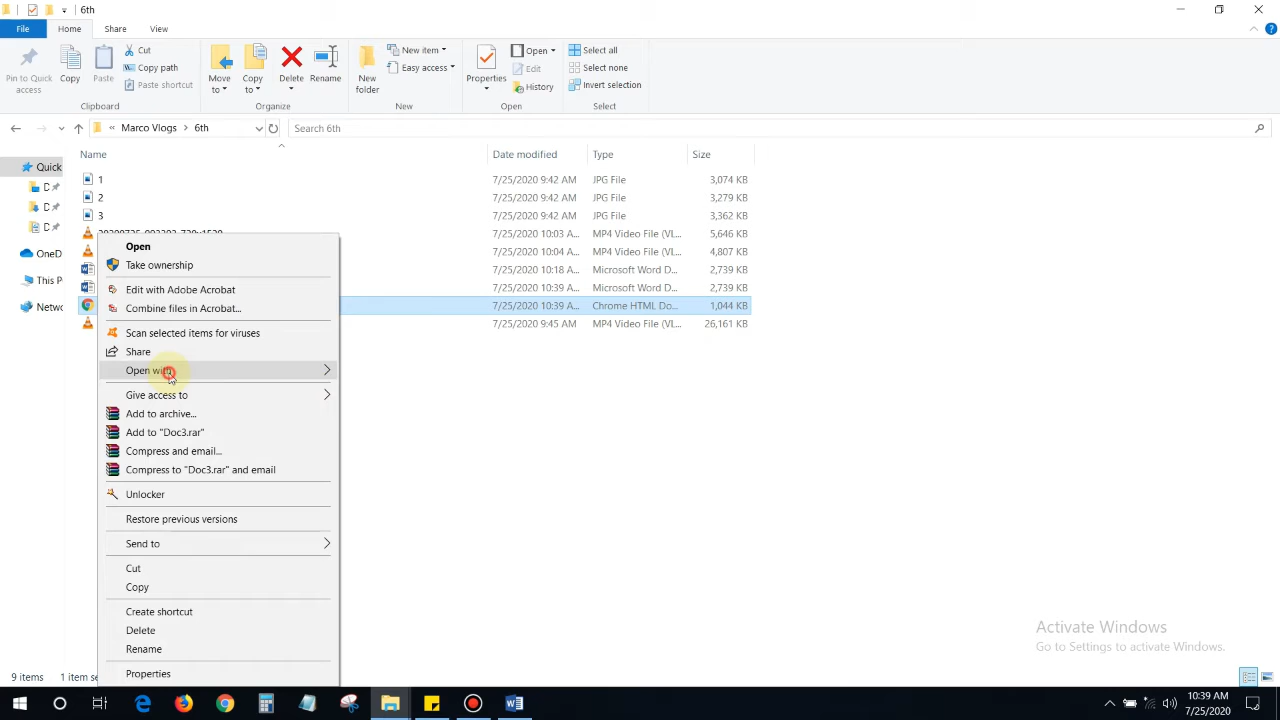 6th
File Home Share View
Pin to Quick access
Copy
Paste
Cut
Copy path
Paste shortcut
Clipboard
Move to
Copy to
Delete
Rename
Organize
New folder
New item
Easy access
New
Properties
Open
Edit
History
Open
Select all
Select none
Invert selection
Select
« Marco Vlogs > 6th
Search 6th
Name Date modified Type Size
Quick
D
D
D
OneD
This P
Netwo
1 7/25/2020 9:42 AM JPG File 3,074 KB
2 7/25/2020 9:42 AM JPG File 3,279 KB
3 7/25/2020 9:42 AM JPG File 3,362 KB
7/25/2020 10:03 A... MP4 Video File (VL... 5,646 KB
7/25/2020 10:04 A... MP4 Video File (VL... 4,807 KB
7/25/2020 10:18 A... Microsoft Word D... 2,739 KB
7/25/2020 10:39 A... Microsoft Word D... 2,739 KB
7/25/2020 10:39 A... Chrome HTML Do... 1,044 KB
7/25/2020 9:45 AM MP4 Video File (VL... 26,161 KB
Open
Take ownership
Edit with Adobe Acrobat
Combine files in Acrobat...
Scan selected items for viruses
Share
Open with
Give access to
Add to archive...
Add to "Doc3.rar"
Compress and email...
Compress to "Doc3.rar" and email
Unlocker
Restore previous versions
Send to
Cut
Copy
Create shortcut
Delete
Rename
Properties
Activate Windows
Go to Settings to activate Windows.
9 items 1 item se
10:39 AM
7/25/2020